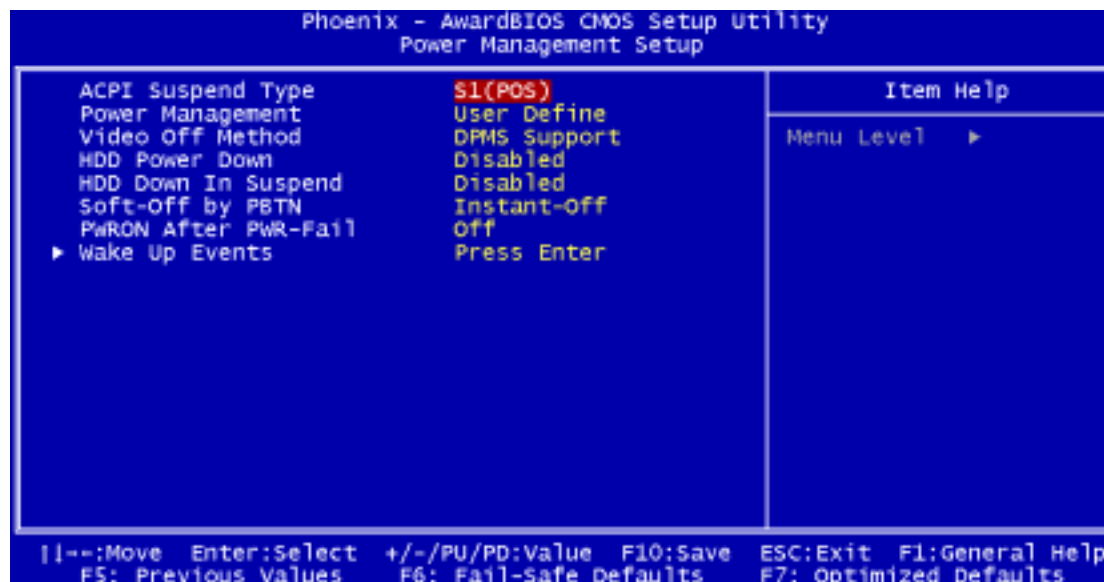 Phoenix - AwardBIOS CMOS Setup Utility
Power Management Setup
ACPI Suspend Type S1(POS)
Power Management User Define
Video Off Method DPMS Support
HDD Power Down Disabled
HDD Down In Suspend Disabled
Soft-Off by PBTN Instant-Off
PWRON After PWR-Fail Off
▶ Wake Up Events Press Enter
Item Help
Menu Level ▶
↑↓→←:Move Enter:Select +/-/PU/PD:Value F10:Save ESC:Exit F1:General Help
F5: Previous Values F6: Fail-Safe Defaults F7: Optimized Defaults